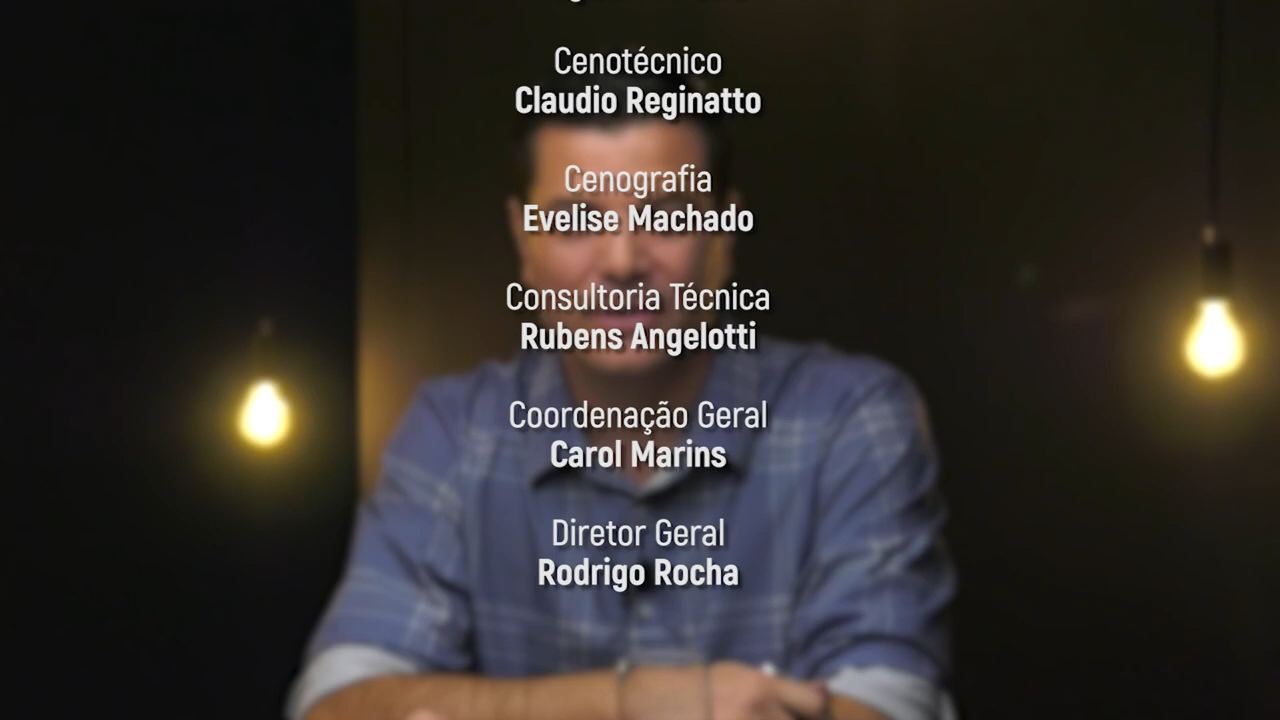 Cenotécnico
Claudio Reginatto
Cenografia
Evelise Machado
Consultoria Técnica
Rubens Angelotti
Coordenação Geral
Carol Marins
Diretor Geral
Rodrigo Rocha